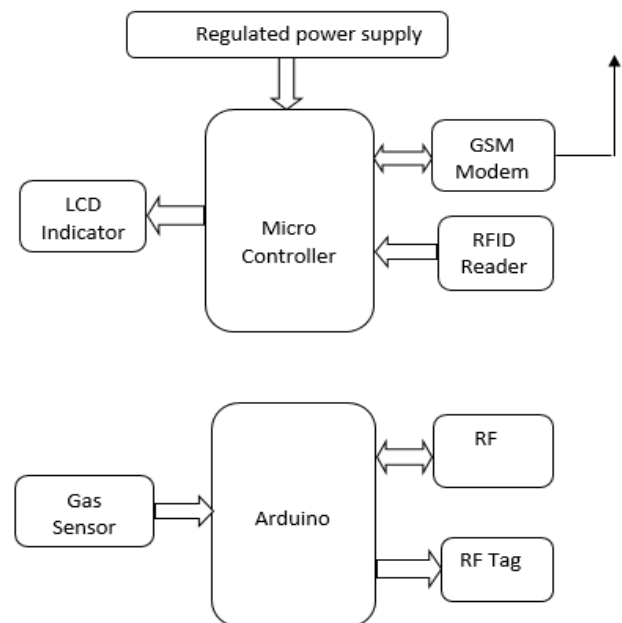 Regulated power supply
GSM
Modem
LCD
Indicator
Micro
Controller
RFID
Reader
RF
Gas
Sensor
Arduino
RF Tag